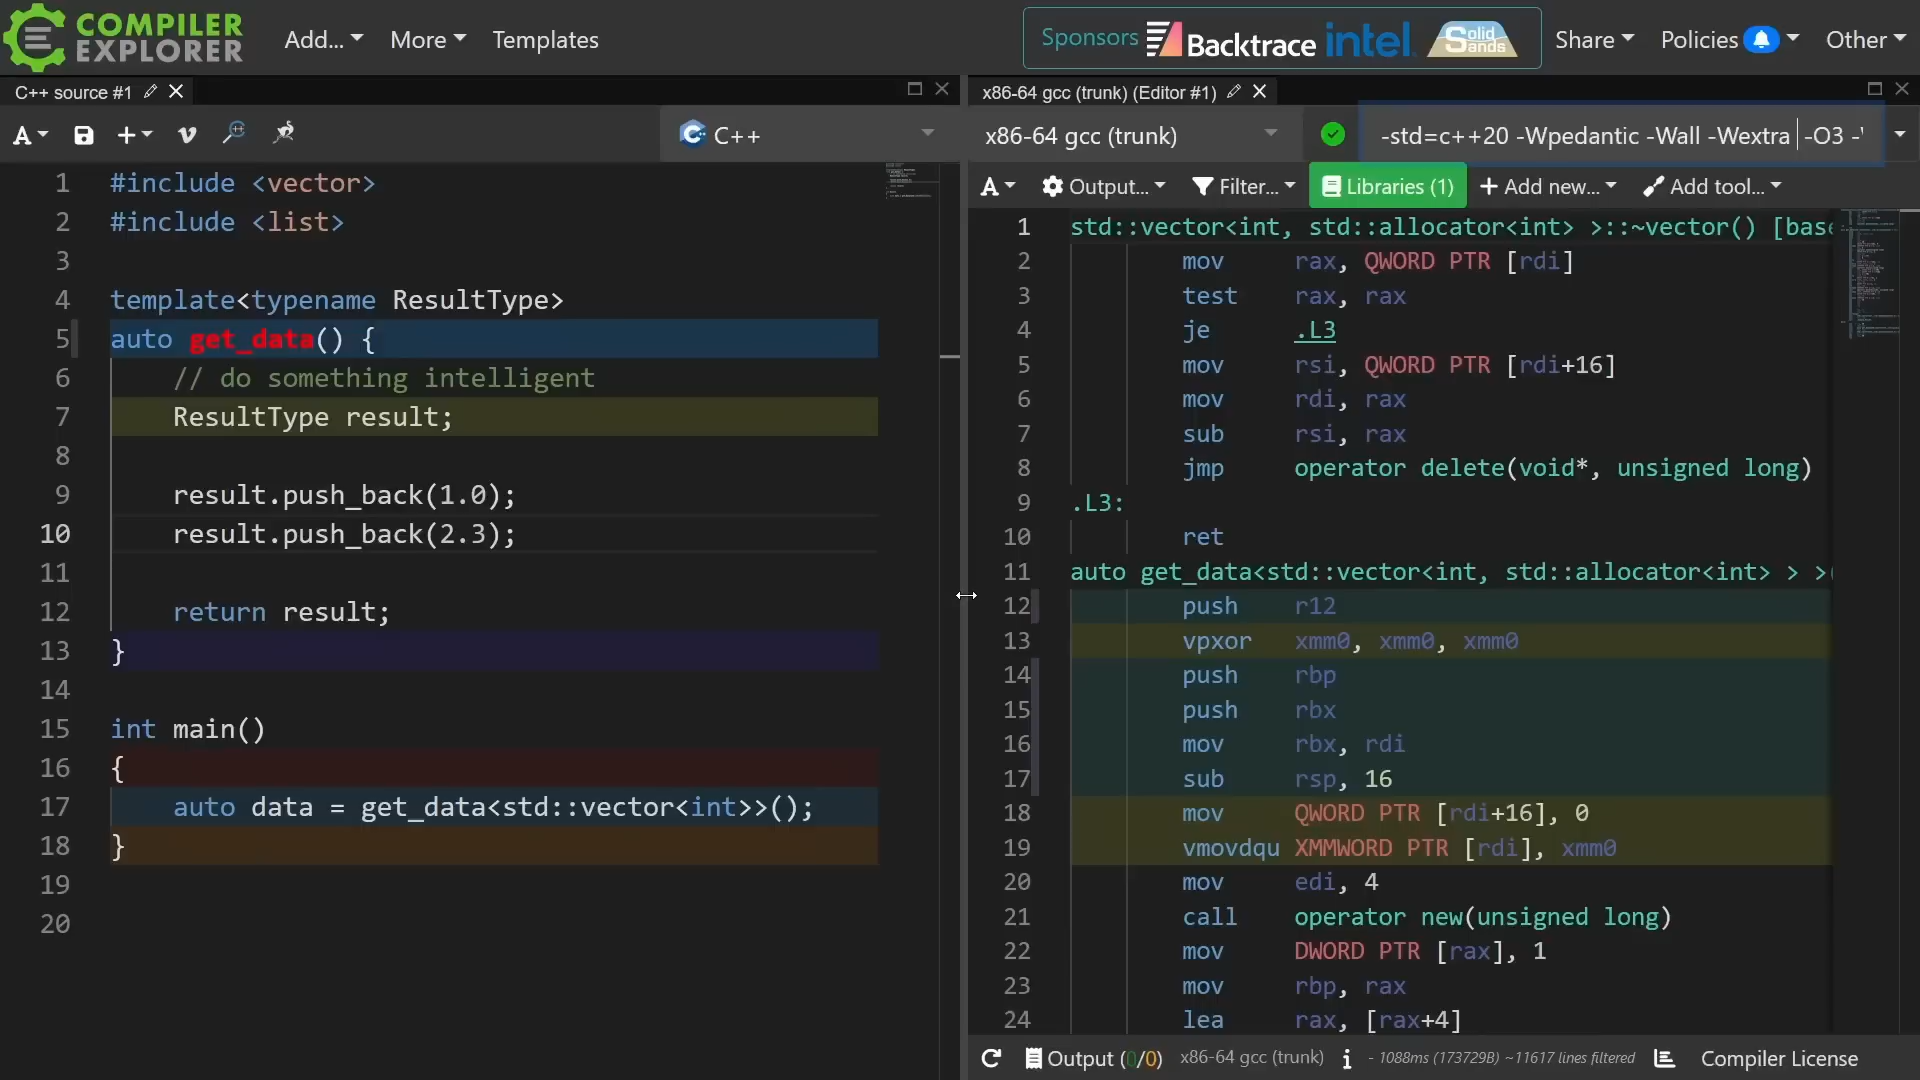 COMPILER EXPLORER
Add... More Templates
Sponsors Backtrace intel. Solid Sands Share Policies Other
C++ source #1
A C++
1 #include <vector>
2 #include <list>
3
4 template<typename ResultType>
5 auto get_data() {
6 // do something intelligent
7 ResultType result;
8
9 result.push_back(1.0);
10 result.push_back(2.3);
11
12 return result;
13 }
14
15 int main()
16 {
17 auto data = get_data<std::vector<int>>();
18 }
19
20
x86-64 gcc (trunk) (Editor #1)
x86-64 gcc (trunk) -std=c++20 -Wpedantic -Wall -Wextra -O3
A Output... Filter... Libraries (1) + Add new... Add tool...
1 std::vector<int, std::allocator<int> >::~vector() [base
2 mov rax, QWORD PTR [rdi]
3 test rax, rax
4 je .L3
5 mov rsi, QWORD PTR [rdi+16]
6 mov rdi, rax
7 sub rsi, rax
8 jmp operator delete(void*, unsigned long)
9 .L3:
10 ret
11 auto get_data<std::vector<int, std::allocator<int> > >(
12 push r12
13 vpxor xmm0, xmm0, xmm0
14 push rbp
15 push rbx
16 mov rbx, rdi
17 sub rsp, 16
18 mov QWORD PTR [rdi+16], 0
19 vmovdqu XMMWORD PTR [rdi], xmm0
20 mov edi, 4
21 call operator new(unsigned long)
22 mov DWORD PTR [rax], 1
23 mov rbp, rax
24 lea rax, [rax+4]
Output (0/0) x86-64 gcc (trunk) i - 1088ms (173729B) ~11617 lines filtered Compiler License